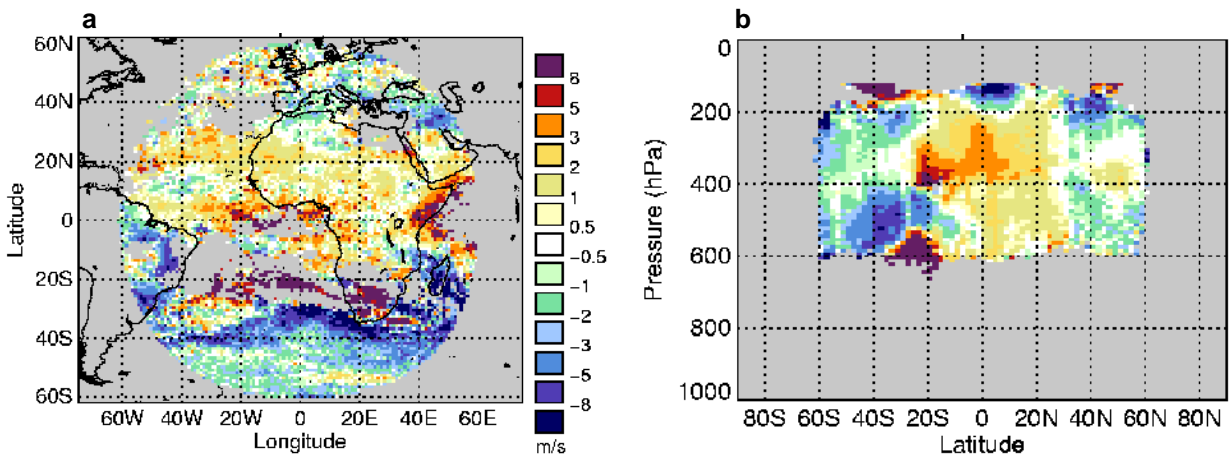 a
60N
40N
20N
0
20S
40S
60S
Latitude
60W 40W 20W 0 20E 40E 60E
Longitude
8
5
3
2
1
0.5
−0.5
−1
−2
−3
−5
−8
m/s
b
0
200
400
600
800
1000
Pressure (hPa)
80S 60S 40S 20S 0 20N 40N 60N 80N
Latitude